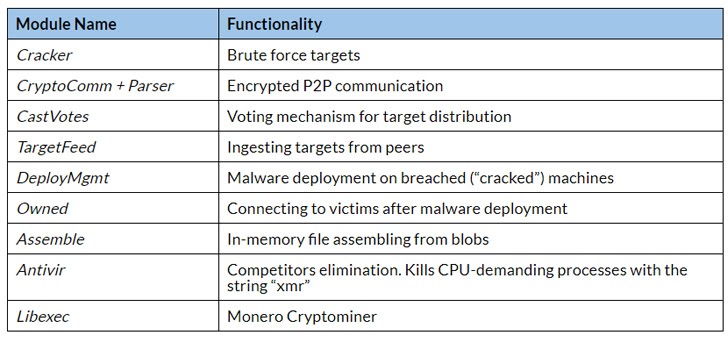 Module Name Functionality
Cracker Brute force targets
CryptoComm + Parser Encrypted P2P communication
CastVotes Voting mechanism for target distribution
TargetFeed Ingesting targets from peers
DeployMgmt Malware deployment on breached (“cracked”) machines
Owned Connecting to victims after malware deployment
Assemble In-memory file assembling from blobs
Antivir Competitors elimination. Kills CPU-demanding processes with the
string “xmr”
Libexec Monero Cryptominer